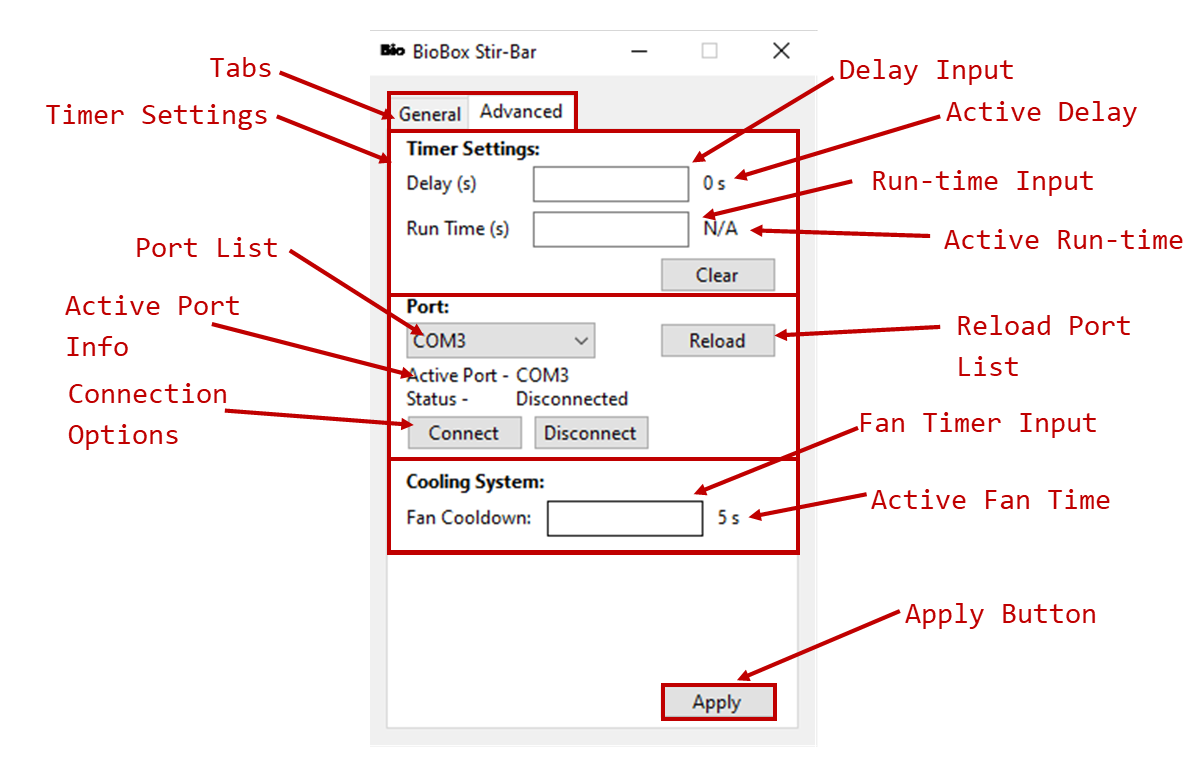 Bio BioBox Stir-Bar
Tabs
Delay Input
General Advanced
Active Delay
Timer Settings
Timer Settings:
Delay (s) 0 s
Run-time Input
Run Time (s) N/A
Active Run-time
Clear
Port List
Port:
Active Port
Info
COM3 Reload
Reload Port
List
Active Port - COM3
Status - Disconnected
Connection
Options
Connect Disconnect
Fan Timer Input
Cooling System:
Fan Cooldown: 5 s
Active Fan Time
Apply Button
Apply